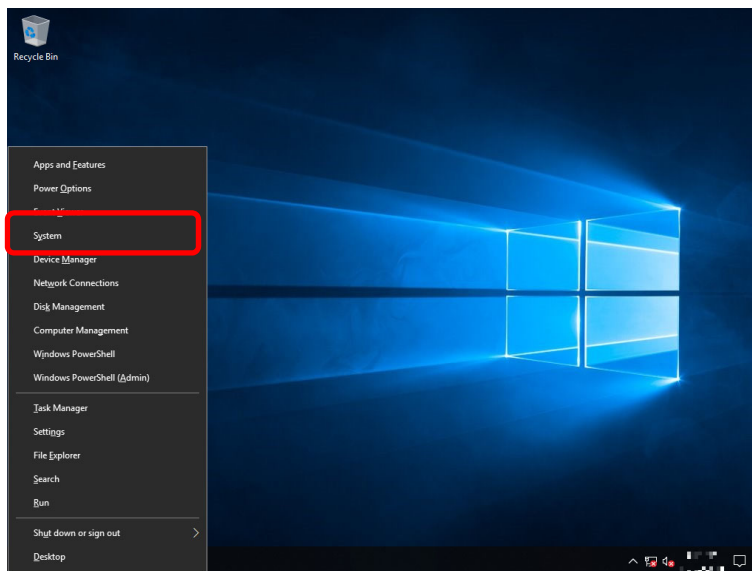 Recycle Bin
Apps and Features
Power Options
System
Device Manager
Network Connections
Disk Management
Computer Management
Windows PowerShell
Windows PowerShell (Admin)
Task Manager
Settings
File Explorer
Search
Run
Shut down or sign out
Desktop